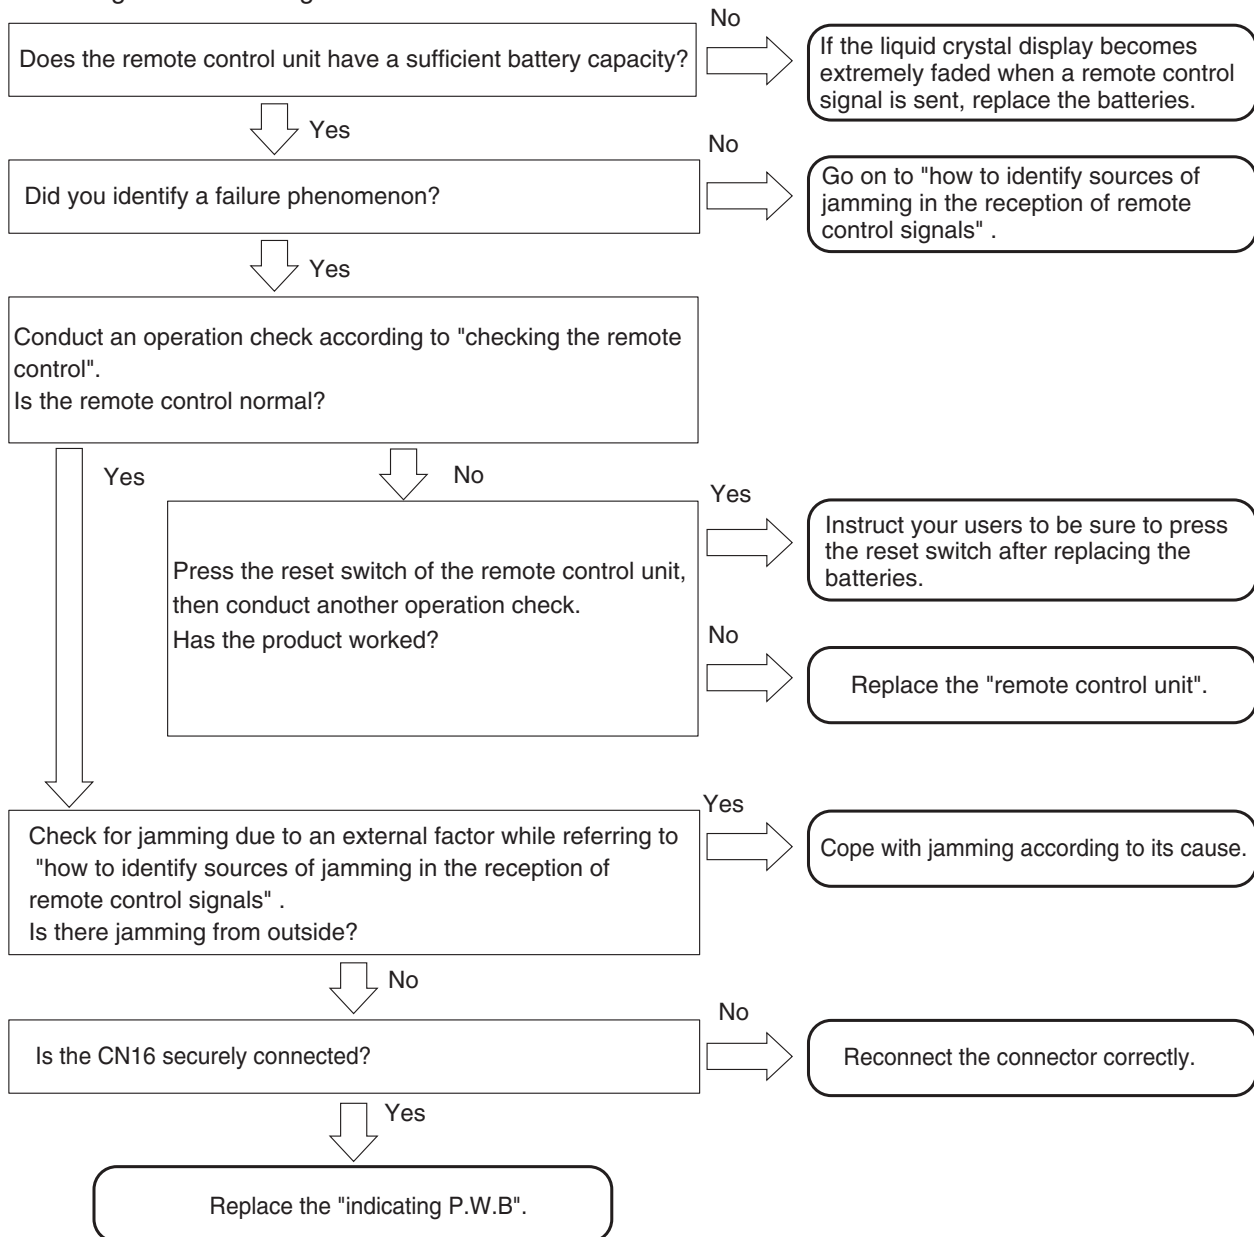 Does the remote control unit have a sufficient battery capacity?
No
If the liquid crystal display becomes
extremely faded when a remote control
signal is sent, replace the batteries.
Yes
Did you identify a failure phenomenon?
No
Go on to "how to identify sources of
jamming in the reception of remote
control signals" .
Yes
Conduct an operation check according to "checking the remote
control".
Is the remote control normal?
Yes
No
Press the reset switch of the remote control unit,
then conduct another operation check.
Has the product worked?
Yes
Instruct your users to be sure to press
the reset switch after replacing the
batteries.
No
Replace the "remote control unit".
Check for jamming due to an external factor while referring to
"how to identify sources of jamming in the reception of
remote control signals" .
Is there jamming from outside?
Yes
Cope with jamming according to its cause.
No
Is the CN16 securely connected?
No
Reconnect the connector correctly.
Yes
Replace the "indicating P.W.B".